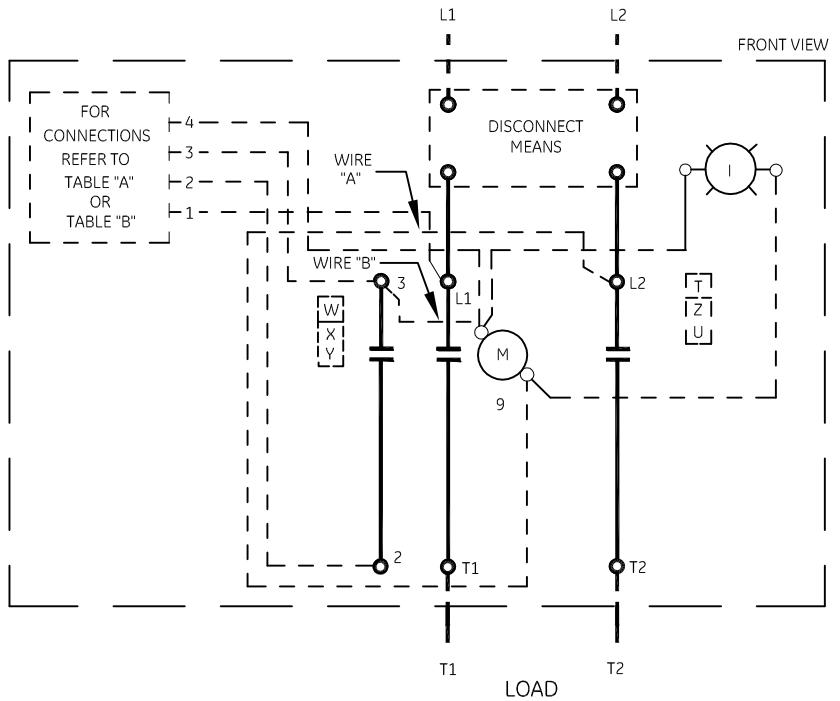 L1
L2
FRONT VIEW
FOR
CONNECTIONS
REFER TO
TABLE "A"
OR
TABLE "B"
4
3
2
1
DISCONNECT
MEANS
WIRE
"A"
I
WIRE "B"
3
L1
L2
W
X
Y
T
Z
U
M
9
2
T1
T2
T1
T2
LOAD